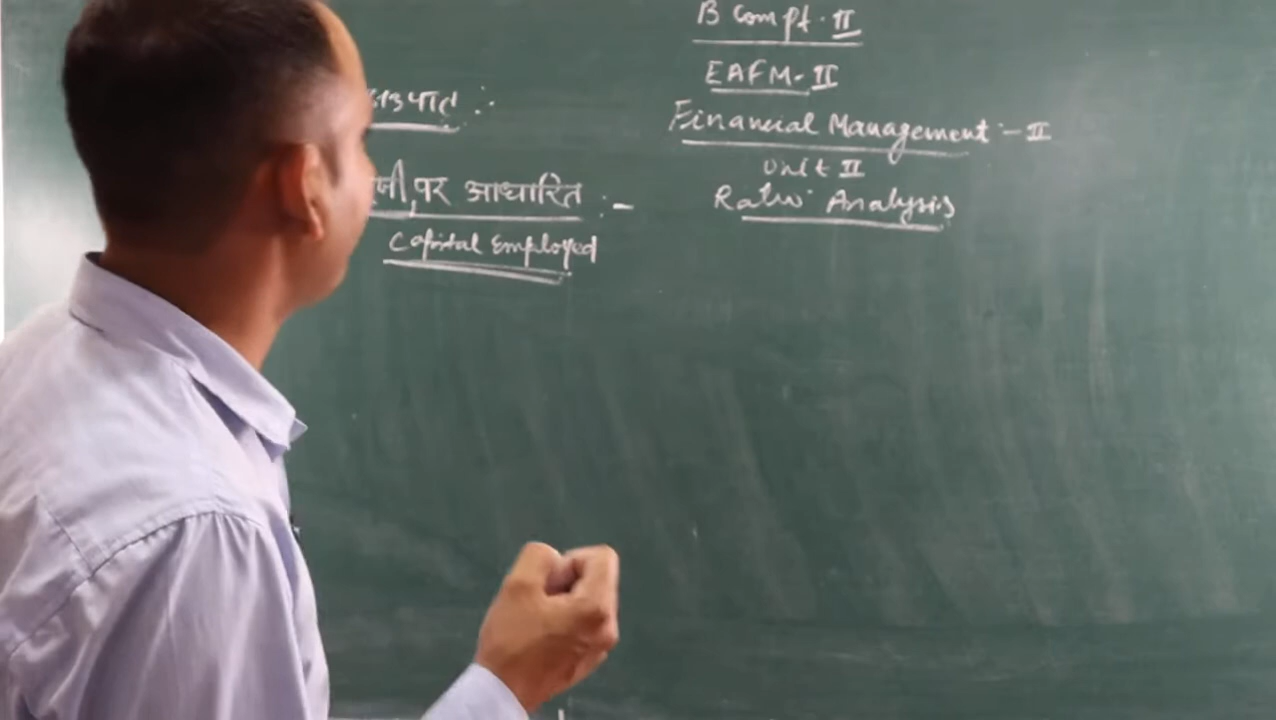 B Com Pt. II
EAFM-II
Financial Management :- II
Unit II
Ratio Analysis
पर आधारित :-
Capital Employed